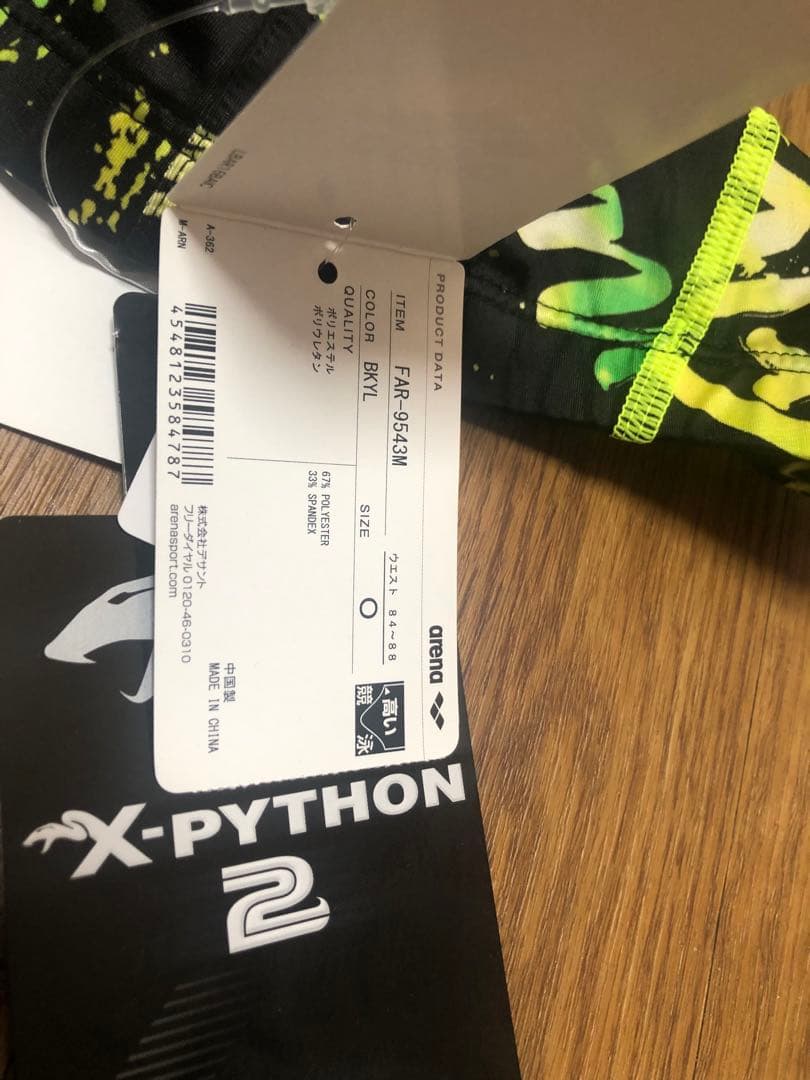 PRODUCT DATA
arena
ITEM FAR-9543M
ウエスト 84~88
COLOR BKYL
SIZE O
QUALITY
ポリエステル 67% POLYESTER
ポリウレタン 33% SPANDEX
高い
競泳
中国製
MADE IN CHINA
A-362
M-ARN
4548123584787
株式会社デサント
フリーダイヤル 0120-46-0310
arenasport.com
X-PYTHON
2